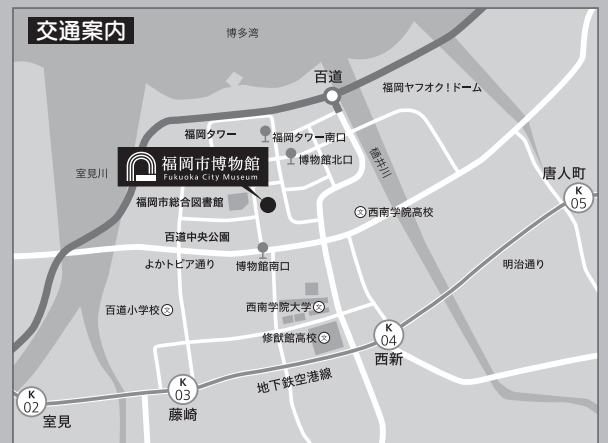 交通案内
博多湾
百道
福岡ヤフオク!ドーム
福岡タワー
福岡タワー南口
博物館北口
樋井川
室見川
福岡市博物館
Fukuoka City Museum
唐人町
K
05
福岡市総合図書館
文西南学院高校
百道中央公園
よかトピア通り
博物館南口
明治通り
百道小学校文
西南学院大学文
修猷館高校文
K
04
西新
地下鉄空港線
K
03
藤崎
K
02
室見